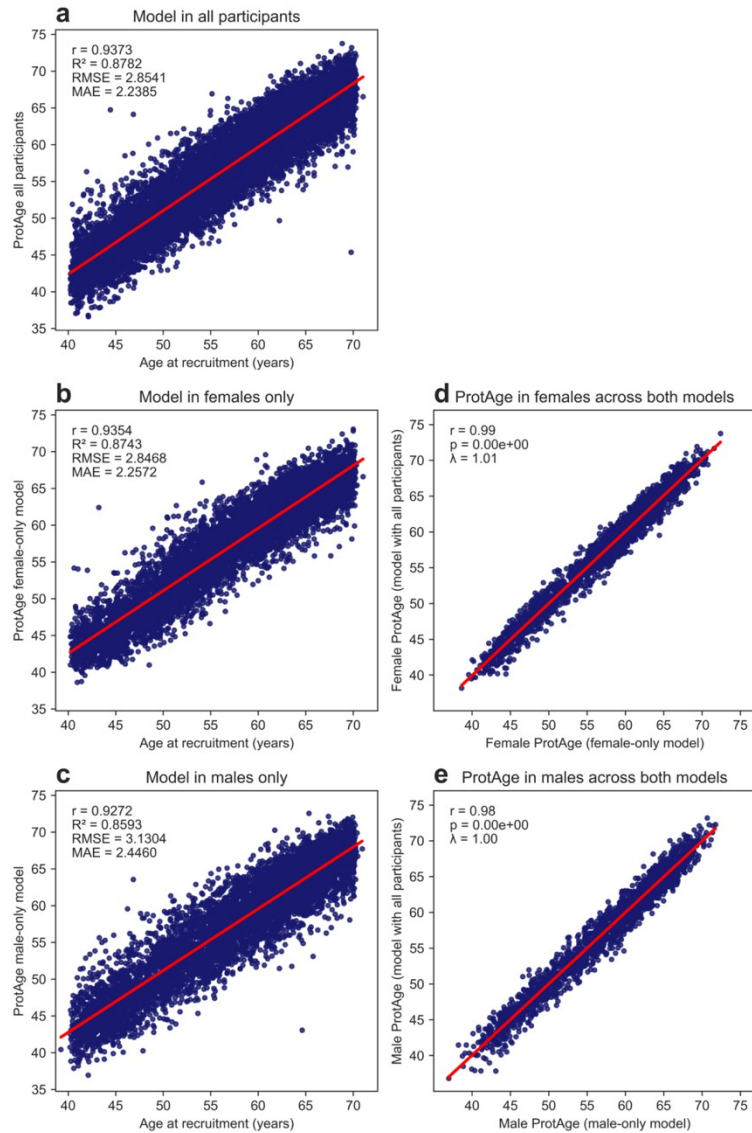 a Model in all participants
r = 0.9373
R² = 0.8782
RMSE = 2.8541
MAE = 2.2385
ProtAge all participants
75
70
65
60
55
50
45
40
35
40 45 50 55 60 65 70
Age at recruitment (years)
b Model in females only
r = 0.9354
R² = 0.8743
RMSE = 2.8468
MAE = 2.2572
ProtAge female-only model
75
70
65
60
55
50
45
40
35
40 45 50 55 60 65 70
Age at recruitment (years)
d ProtAge in females across both models
r = 0.99
p = 0.00e+00
λ = 1.01
Female ProtAge (model with all participants)
75
70
65
60
55
50
45
40
40 45 50 55 60 65 70 75
Female ProtAge (female-only model)
c Model in males only
r = 0.9272
R² = 0.8593
RMSE = 3.1304
MAE = 2.4460
ProtAge male-only model
75
70
65
60
55
50
45
40
35
40 45 50 55 60 65 70
Age at recruitment (years)
e ProtAge in males across both models
r = 0.98
p = 0.00e+00
λ = 1.00
Male ProtAge (model with all participants)
75
70
65
60
55
50
45
40
40 45 50 55 60 65 70 75
Male ProtAge (male-only model)